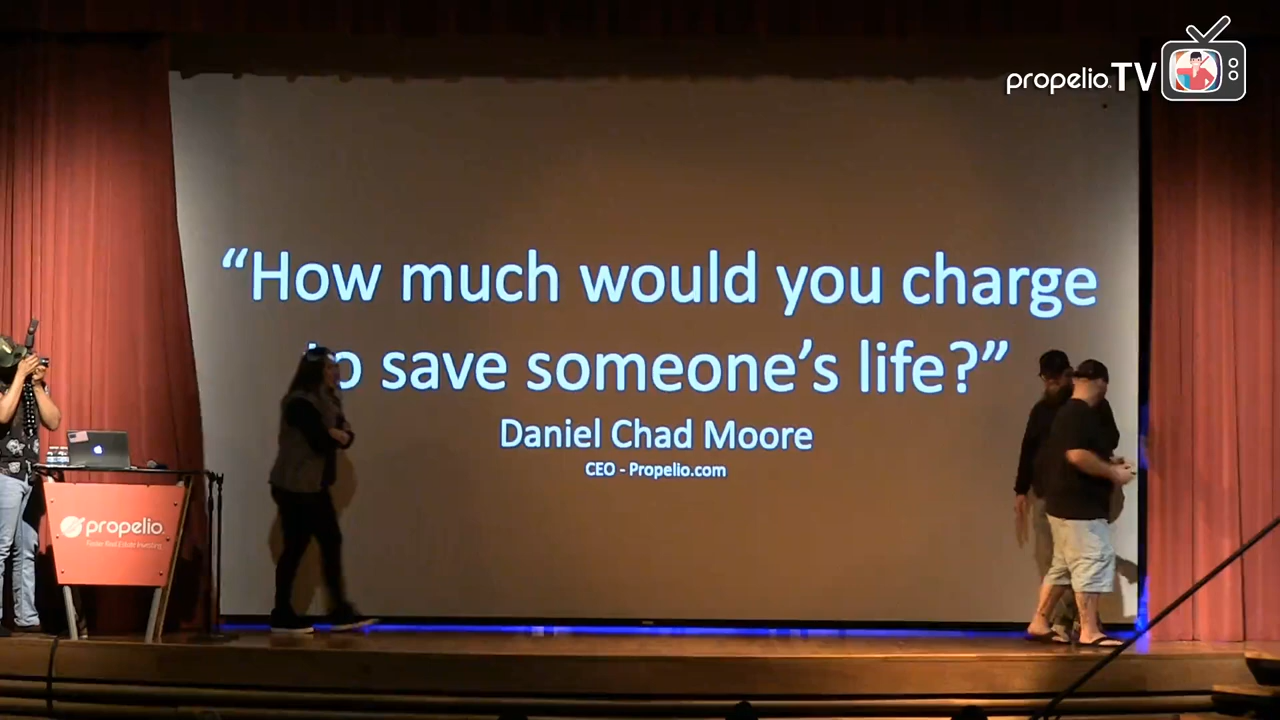 propelio TV
“How much would you charge
to save someone’s life?”
Daniel Chad Moore
CEO - Propelio.com
propelio